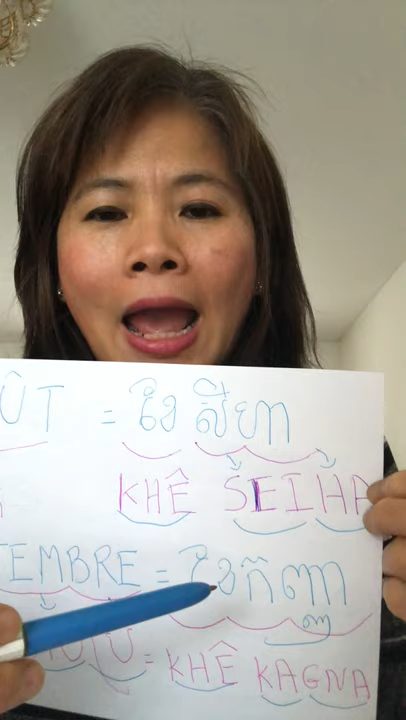 ÛT = ខែ សីហា
KHÊ SEIHA
TEMBRE = ខែកញ្ញា
= KHÊ KAGNA